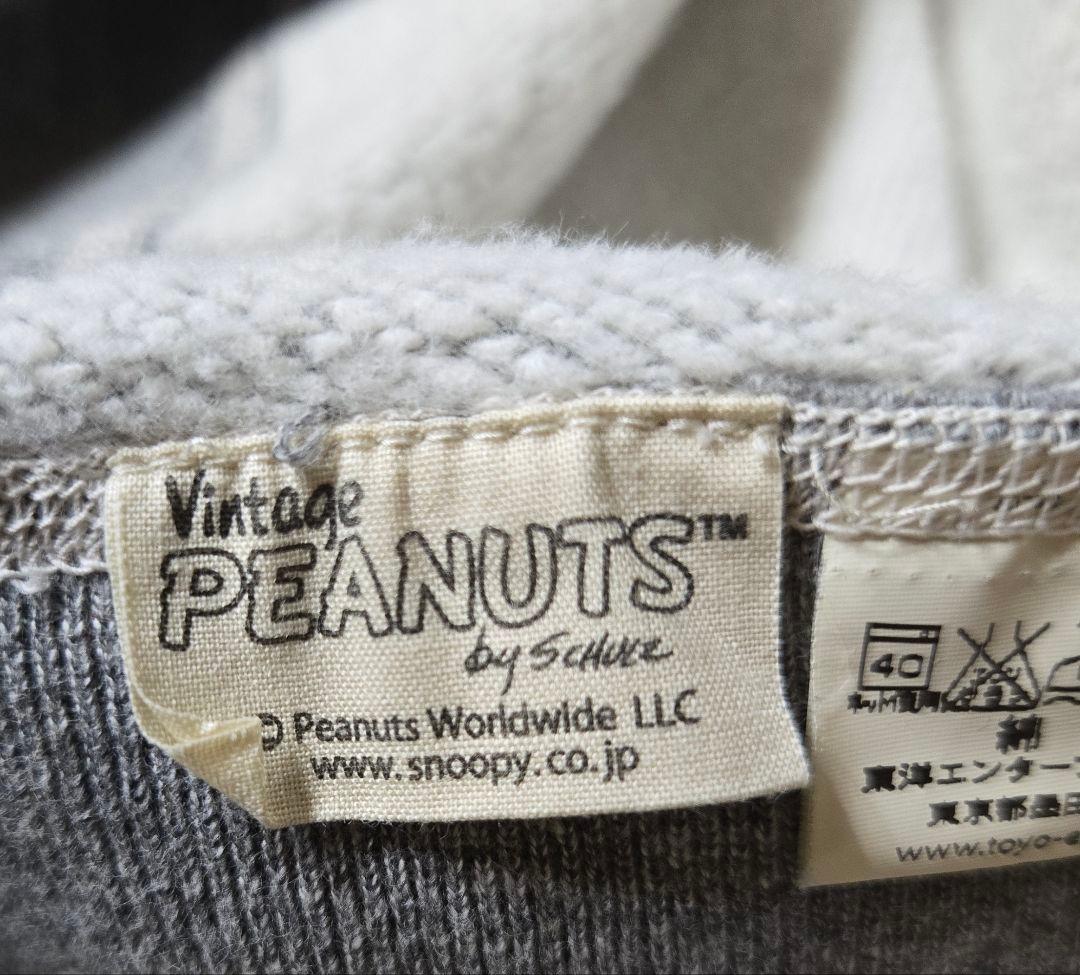 Vintage
PEANUTS™
by SCHULZ
© Peanuts Worldwide LLC
www.snoopy.co.jp
40
綿
東洋エンター
東京都墨
www.toyo-e